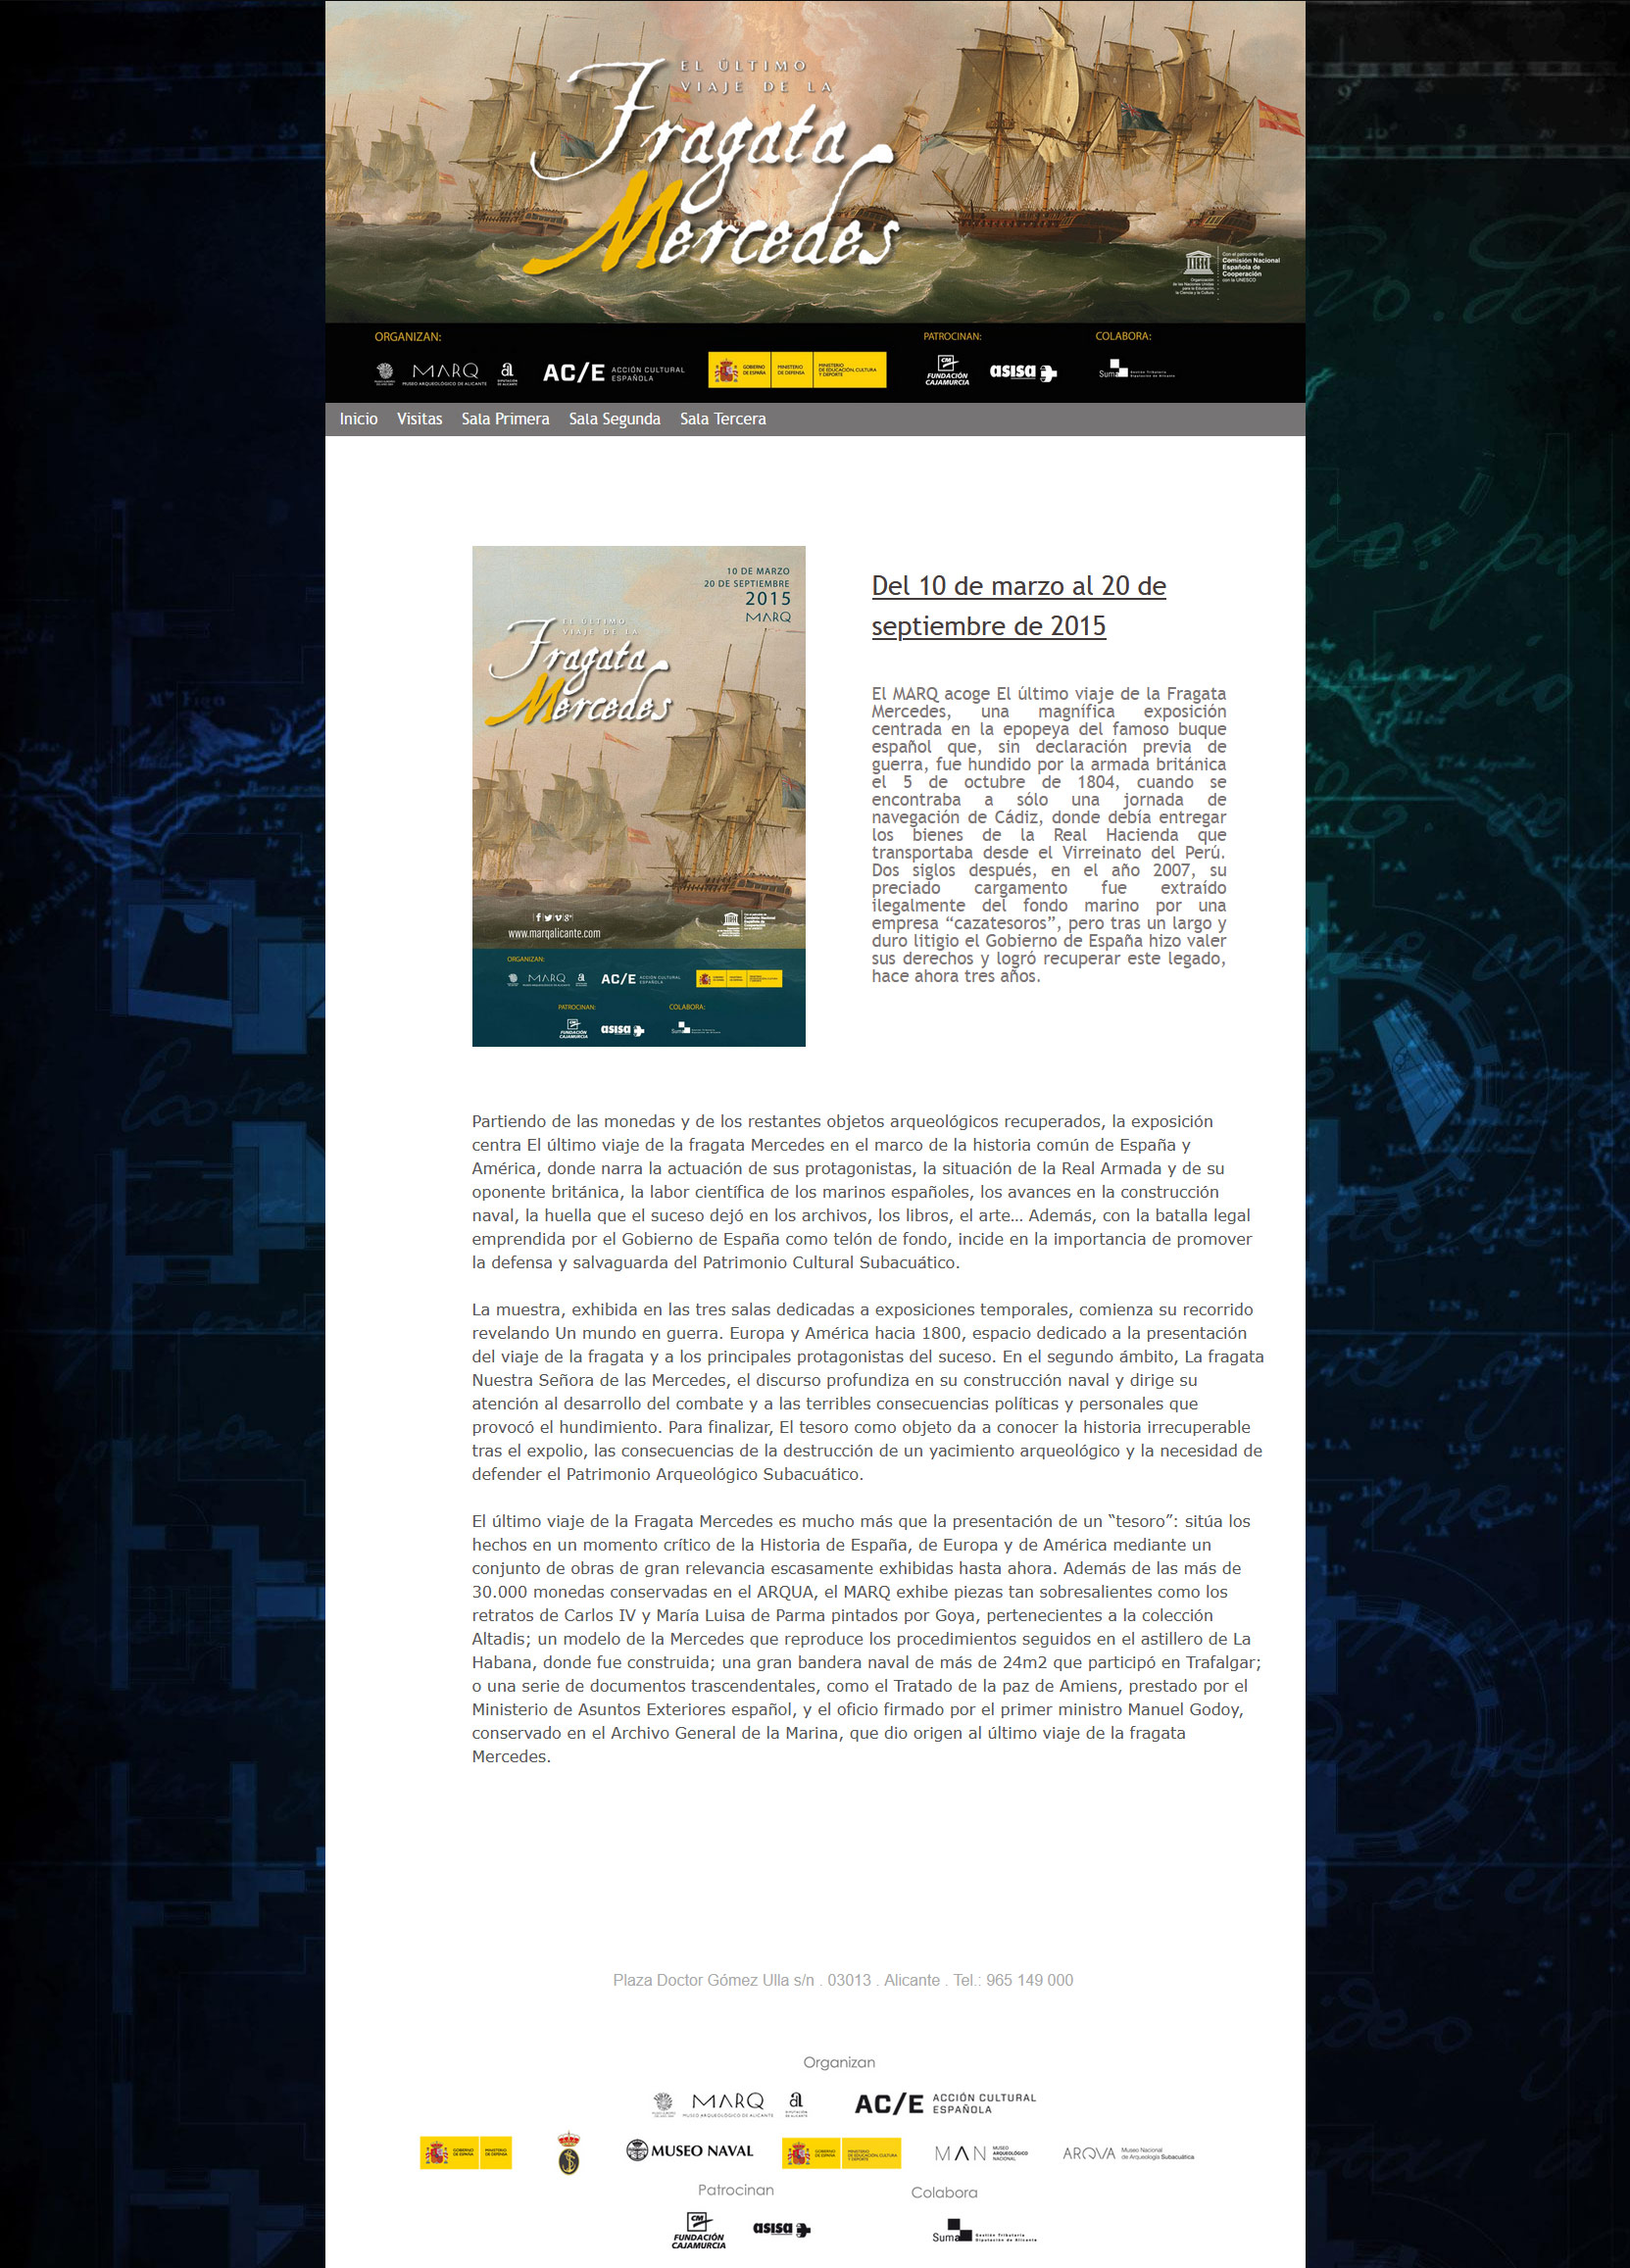 EL ÚLTIMO
VIAJE DE LA
Fragata
Mercedes
UNESCO
Organización
de las Naciones Unidas
para la Educación,
la Ciencia y la Cultura
Con el patrocinio de
Comisión Nacional
Española de
Cooperación
con la UNESCO
ORGANIZAN:
PATROCINAN:
COLABORA:
MARQ
MUSEO ARQUEOLÓGICO DE ALICANTE
DIPUTACIÓN
DE ALICANTE
AC/E
ACCIÓN CULTURAL
ESPAÑOLA
GOBIERNO
DE ESPAÑA
MINISTERIO
DE DEFENSA
MINISTERIO
DE EDUCACIÓN, CULTURA
Y DEPORTE
CM
FUNDACIÓN
CAJAMURCIA
asisa
Suma
Gestión Tributaria
Diputación de Alicante
Inicio Visitas Sala Primera Sala Segunda Sala Tercera
10 DE MARZO
20 DE SEPTIEMBRE
2015
MARQ
EL ÚLTIMO
VIAJE DE LA
Fragata
Mercedes
www.marqalicante.com
ORGANIZAN:
MARQ
AC/E
ACCIÓN CULTURAL
ESPAÑOLA
PATROCINAN:
COLABORA:
FUNDACIÓN
CAJAMURCIA
asisa
Suma
Del 10 de marzo al 20 de
septiembre de 2015
El MARQ acoge El último viaje de la Fragata
Mercedes, una magnífica exposición
centrada en la epopeya del famoso buque
español que, sin declaración previa de
guerra, fue hundido por la armada británica
el 5 de octubre de 1804, cuando se
encontraba a sólo una jornada de
navegación de Cádiz, donde debía entregar
los bienes de la Real Hacienda que
transportaba desde el Virreinato del Perú.
Dos siglos después, en el año 2007, su
preciado cargamento fue extraído
ilegalmente del fondo marino por una
empresa “cazatesoros”, pero tras un largo y
duro litigio el Gobierno de España hizo valer
sus derechos y logró recuperar este legado,
hace ahora tres años.
Partiendo de las monedas y de los restantes objetos arqueológicos recuperados, la exposición
centra El último viaje de la fragata Mercedes en el marco de la historia común de España y
América, donde narra la actuación de sus protagonistas, la situación de la Real Armada y de su
oponente británica, la labor científica de los marinos españoles, los avances en la construcción
naval, la huella que el suceso dejó en los archivos, los libros, el arte… Además, con la batalla legal
emprendida por el Gobierno de España como telón de fondo, incide en la importancia de promover
la defensa y salvaguarda del Patrimonio Cultural Subacuático.
La muestra, exhibida en las tres salas dedicadas a exposiciones temporales, comienza su recorrido
revelando Un mundo en guerra. Europa y América hacia 1800, espacio dedicado a la presentación
del viaje de la fragata y a los principales protagonistas del suceso. En el segundo ámbito, La fragata
Nuestra Señora de las Mercedes, el discurso profundiza en su construcción naval y dirige su
atención al desarrollo del combate y a las terribles consecuencias políticas y personales que
provocó el hundimiento. Para finalizar, El tesoro como objeto da a conocer la historia irrecuperable
tras el expolio, las consecuencias de la destrucción de un yacimiento arqueológico y la necesidad de
defender el Patrimonio Arqueológico Subacuático.
El último viaje de la Fragata Mercedes es mucho más que la presentación de un “tesoro”: sitúa los
hechos en un momento crítico de la Historia de España, de Europa y de América mediante un
conjunto de obras de gran relevancia escasamente exhibidas hasta ahora. Además de las más de
30.000 monedas conservadas en el ARQUA, el MARQ exhibe piezas tan sobresalientes como los
retratos de Carlos IV y María Luisa de Parma pintados por Goya, pertenecientes a la colección
Altadis; un modelo de la Mercedes que reproduce los procedimientos seguidos en el astillero de La
Habana, donde fue construida; una gran bandera naval de más de 24m2 que participó en Trafalgar;
o una serie de documentos trascendentales, como el Tratado de la paz de Amiens, prestado por el
Ministerio de Asuntos Exteriores español, y el oficio firmado por el primer ministro Manuel Godoy,
conservado en el Archivo General de la Marina, que dio origen al último viaje de la fragata
Mercedes.
Plaza Doctor Gómez Ulla s/n . 03013 . Alicante . Tel.: 965 149 000
Organizan
MARQ
MUSEO ARQUEOLÓGICO DE ALICANTE
DIPUTACIÓN
DE ALICANTE
AC/E
ACCIÓN CULTURAL
ESPAÑOLA
GOBIERNO
DE ESPAÑA
MINISTERIO
DE DEFENSA
MUSEO NAVAL
GOBIERNO
DE ESPAÑA
MINISTERIO
DE EDUCACIÓN, CULTURA
Y DEPORTE
MAN
MUSEO
ARQUEOLÓGICO
NACIONAL
ARQVA
Museo Nacional
de Arqueología Subacuática
Patrocinan
Colabora
CM
FUNDACIÓN
CAJAMURCIA
asisa
Suma
Gestión Tributaria
Diputación de Alicante